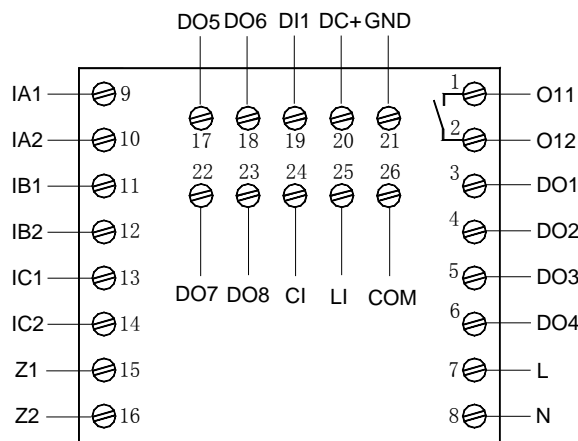 DO5 DO6 DI1 DC+ GND
IA1 9 1 O11
17 18 19 20 21
IA2 10 2 O12
22 23 24 25 26
IB1 11 3 DO1
IB2 12 4 DO2
IC1 13 5 DO3
DO7 DO8 CI LI COM
IC2 14 6 DO4
Z1 15 7 L
Z2 16 8 N